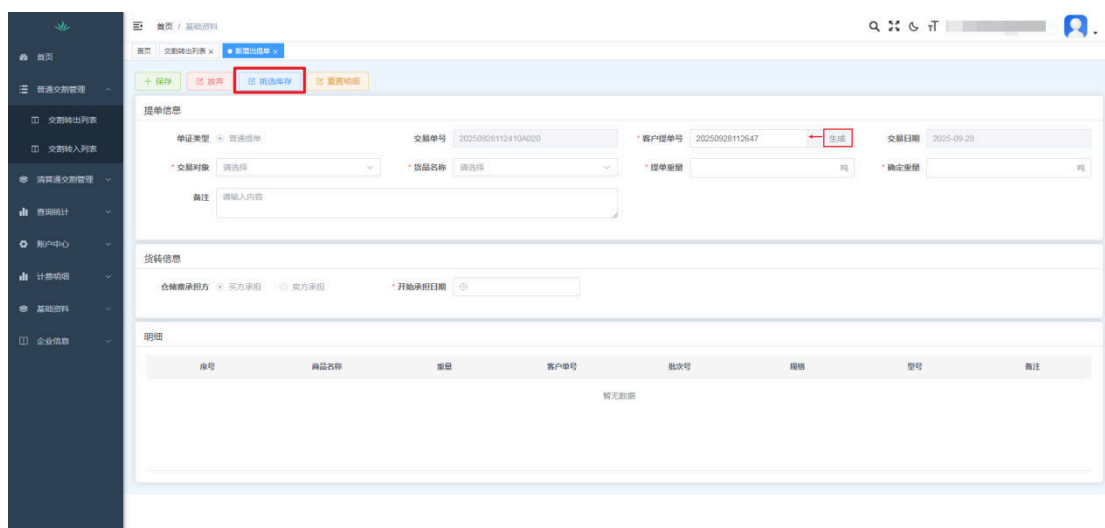 首页 / 基础资料
首页 交割转出列表 × ● 新增出提单 ×
+ 保存 放弃 挑选库存 重置明细
首页
普通交割管理
交割转出列表
交割转入列表
清算通交割管理
查询统计
账户中心
计费明细
基础资料
企业信息
提单信息
单证类型 普通提单 交易单号 20250928112410A020 * 客户提单号 20250928112647 ← 生成 交易日期 2025-09-28
* 交易对象 请选择 * 货品名称 请选择 * 提单重量 吨 * 确定重量 吨
备注 请输入内容
货转信息
仓储费承担方 买方承担 卖方承担 * 开始承担日期
明细
序号 商品名称 重量 客户单号 批次号 规格 型号 备注
暂无数据